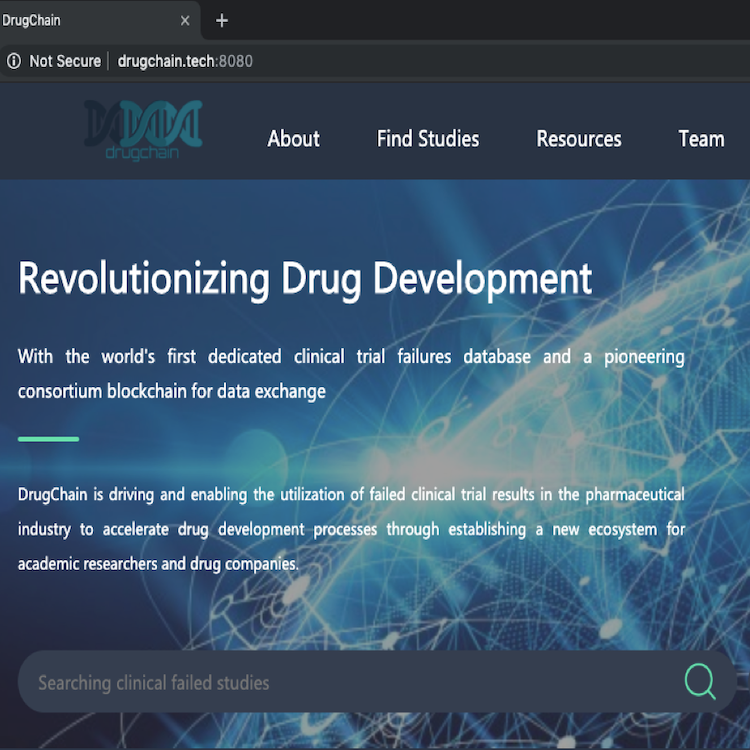 DrugChain
Not Secure drugchain.tech:8080
drugchain
About Find Studies Resources Team
Revolutionizing Drug Development
With the world's first dedicated clinical trial failures database and a pioneering
consortium blockchain for data exchange
DrugChain is driving and enabling the utilization of failed clinical trial results in the pharmaceutical
industry to accelerate drug development processes through establishing a new ecosystem for
academic researchers and drug companies.
Searching clinical failed studies